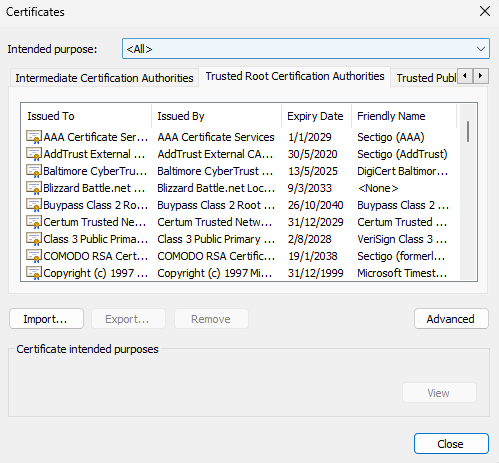 Certificates
Intended purpose: <All>
Intermediate Certification Authorities Trusted Root Certification Authorities Trusted Publ
Issued To Issued By Expiry Date Friendly Name
AAA Certificate Ser... AAA Certificate Services 1/1/2029 Sectigo (AAA)
AddTrust External ... AddTrust External CA... 30/5/2020 Sectigo (AddTrust)
Baltimore CyberTrus... Baltimore CyberTrust ... 13/5/2025 DigiCert Baltimor...
Blizzard Battle.net ... Blizzard Battle.net Loc... 9/3/2033 <None>
Buypass Class 2 Ro... Buypass Class 2 Root ... 26/10/2040 Buypass Class 2 ...
Certum Trusted Ne... Certum Trusted Netw... 31/12/2029 Certum Trusted ...
Class 3 Public Prima... Class 3 Public Primary ... 2/8/2028 VeriSign Class 3 ...
COMODO RSA Cert... COMODO RSA Certific... 19/1/2038 Sectigo (formerl...
Copyright (c) 1997 ... Copyright (c) 1997 Mi... 31/12/1999 Microsoft Timest...
Import... Export... Remove Advanced
Certificate intended purposes
View
Close